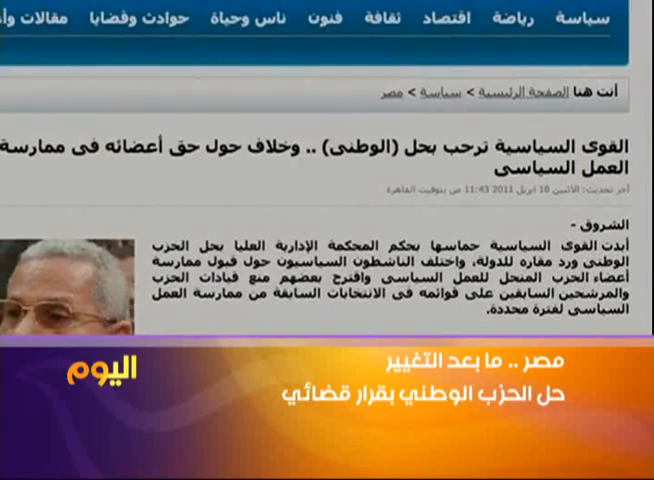 سياسة رياضة اقتصاد ثقافة فنون ناس وحياة حوادث وقضايا مقالات
أنت هنا الصفحة الرئيسية > سياسة > مصر
القوى السياسية ترحب بحل (الوطنى) .. وخلاف حول حق أعضائه فى ممارسة
العمل السياسى
آخر تحديث: الاثنين 18 ابريل 2011 11:43 ص بتوقيت القاهرة
الشروق -
أبدت القوى السياسية حماسها بحكم المحكمة الإدارية العليا بحل الحزب
الوطنى ورد مقاره للدولة، واختلف الناشطون السياسيون حول قبول ممارسة
أعضاء الحزب المنحل للعمل السياسى واقترح بعضهم منع قيادات الحزب
والمرشحين السابقين على قوائمه فى الانتخابات السابقة من ممارسة العمل
السياسى لفترة محددة.
مصر .. ما بعد التغيير
حل الحزب الوطني بقرار قضائي
اليوم